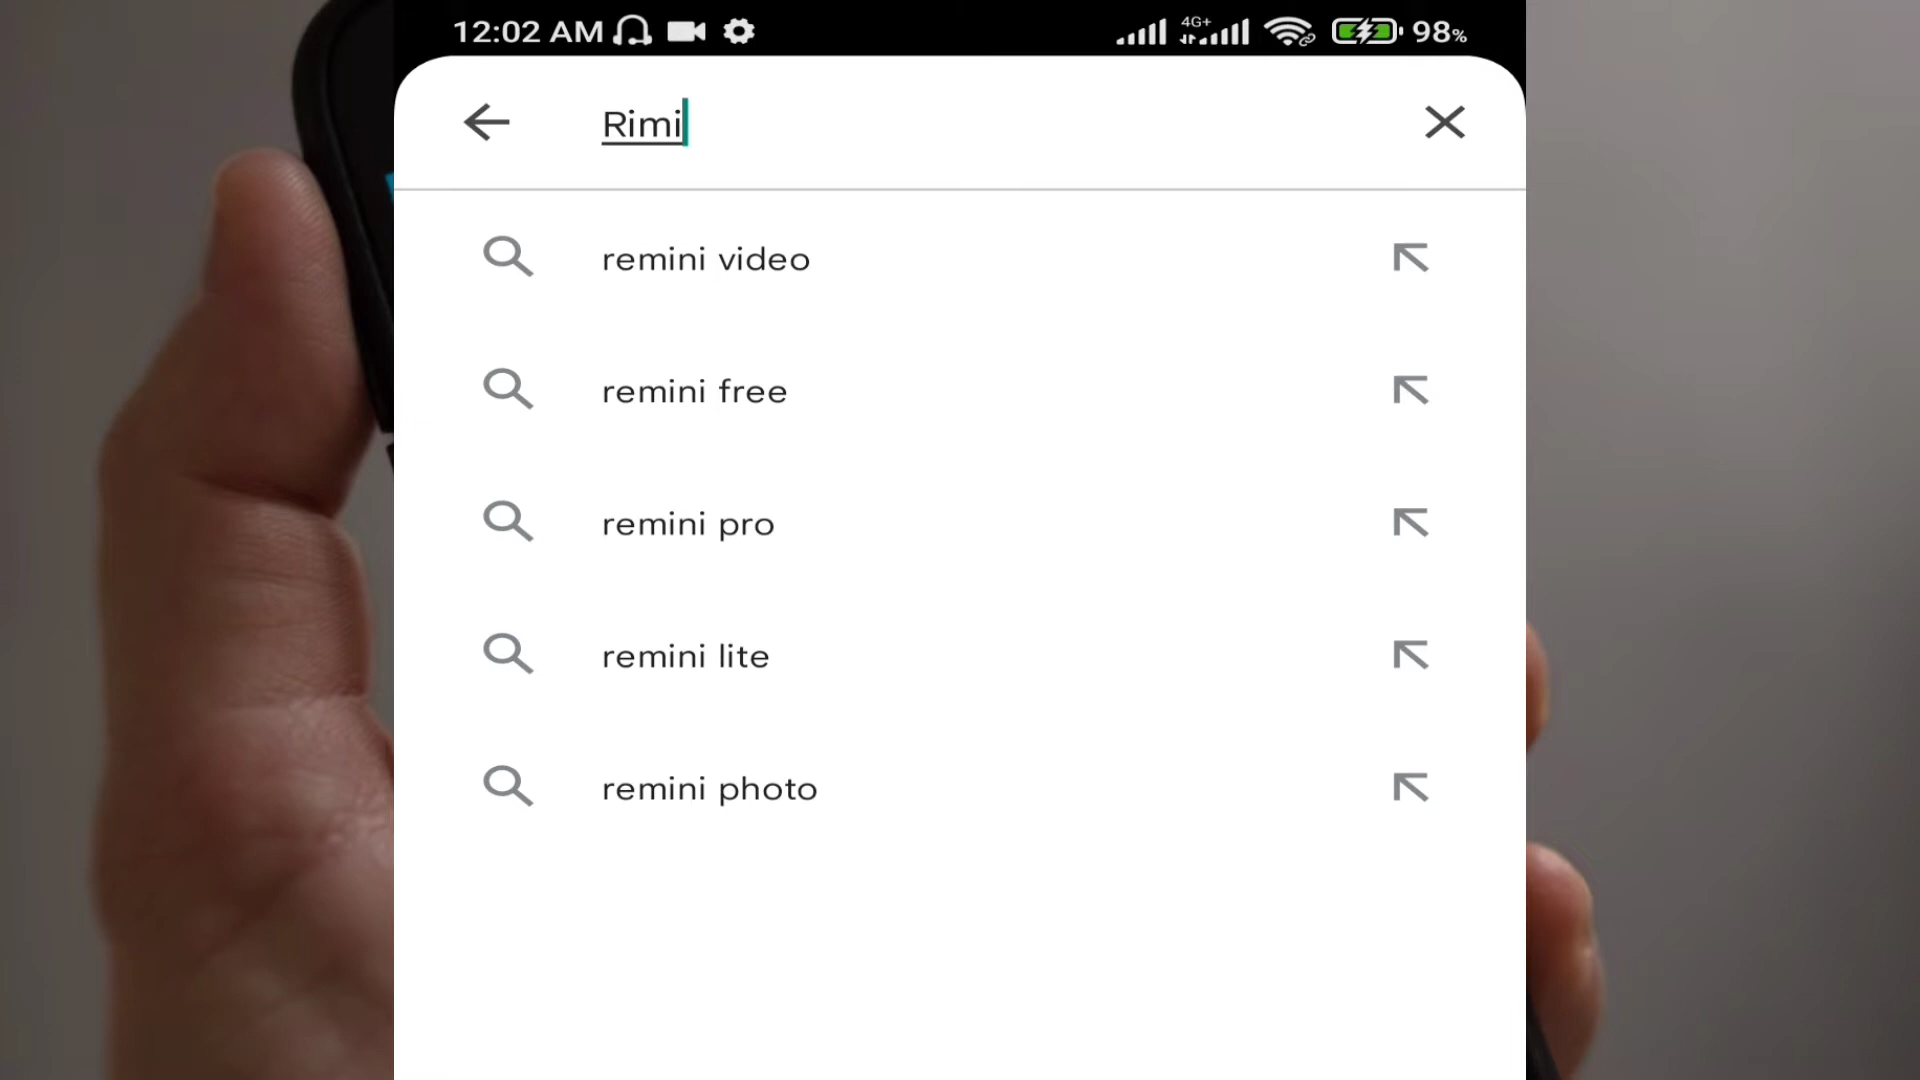 12:02 AM 4G+ 98%
Rimi
remini video
remini free
remini pro
remini lite
remini photo